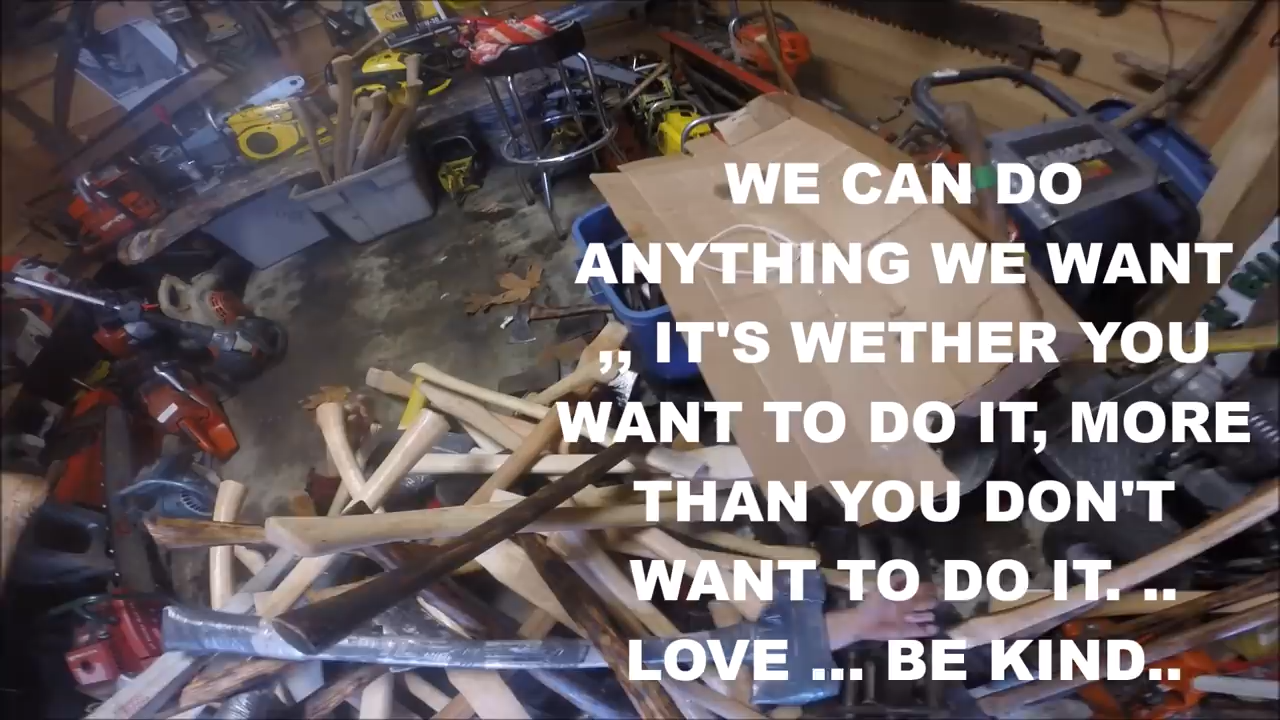 WE CAN DO
ANYTHING WE WANT
,, IT'S WETHER YOU
WANT TO DO IT, MORE
THAN YOU DON'T
WANT TO DO IT. ..
LOVE ... BE KIND..